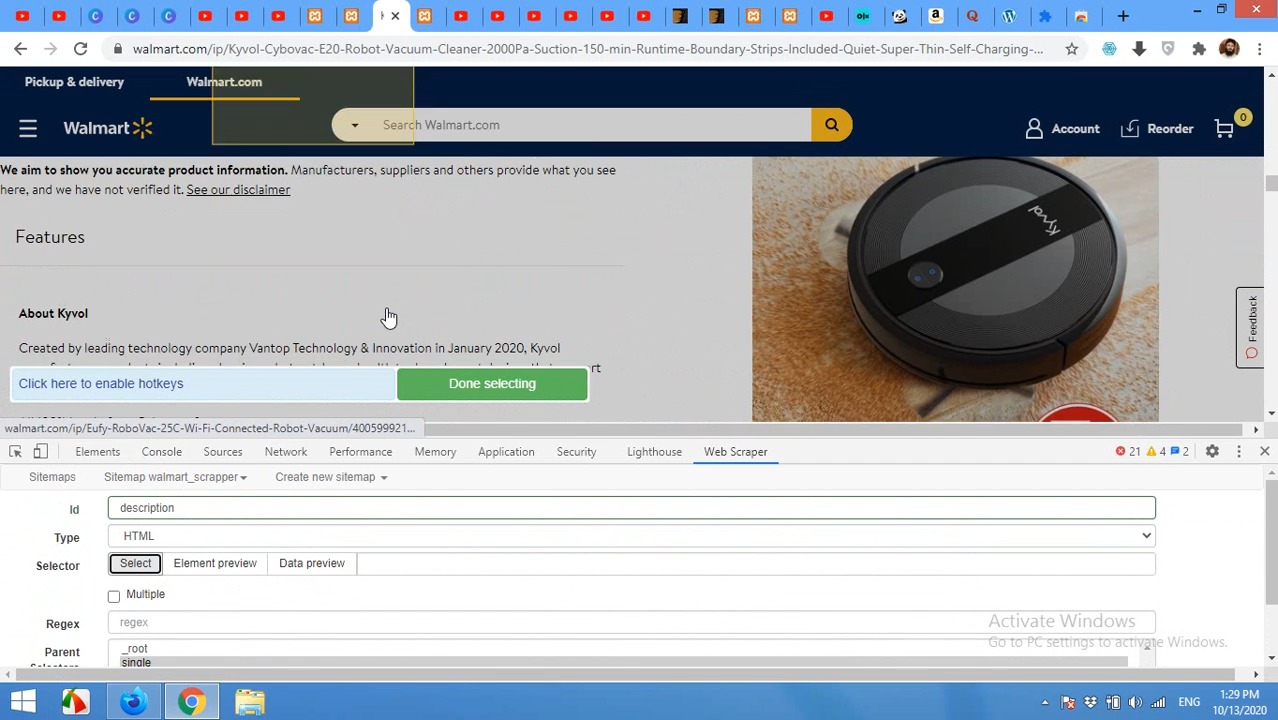 walmart.com/ip/Kyvol-Cybovac-E20-Robot-Vacuum-Cleaner-2000Pa-Suction-150-min-Runtime-Boundary-Strips-Included-Quiet-Super-Thin-Self-Charging-...
Pickup & delivery
Walmart.com
Walmart
Search Walmart.com
Account
Reorder
0
We aim to show you accurate product information. Manufacturers, suppliers and others provide what you see
here, and we have not verified it. See our disclaimer
Features
Kyvol
Feedback
About Kyvol
Created by leading technology company Vantop Technology & Innovation in January 2020, Kyvol
Click here to enable hotkeys
Done selecting
walmart.com/ip/Eufy-RoboVac-25C-Wi-Fi-Connected-Robot-Vacuum/400599921...
Elements
Console
Sources
Network
Performance
Memory
Application
Security
Lighthouse
Web Scraper
21
4
2
Sitemaps
Sitemap walmart_scrapper
Create new sitemap
Id
description
Type
HTML
Selector
Select
Element preview
Data preview
Multiple
Regex
regex
Parent
_root
single
Activate Windows
Go to PC settings to activate Windows.
ENG
1:29 PM
10/13/2020